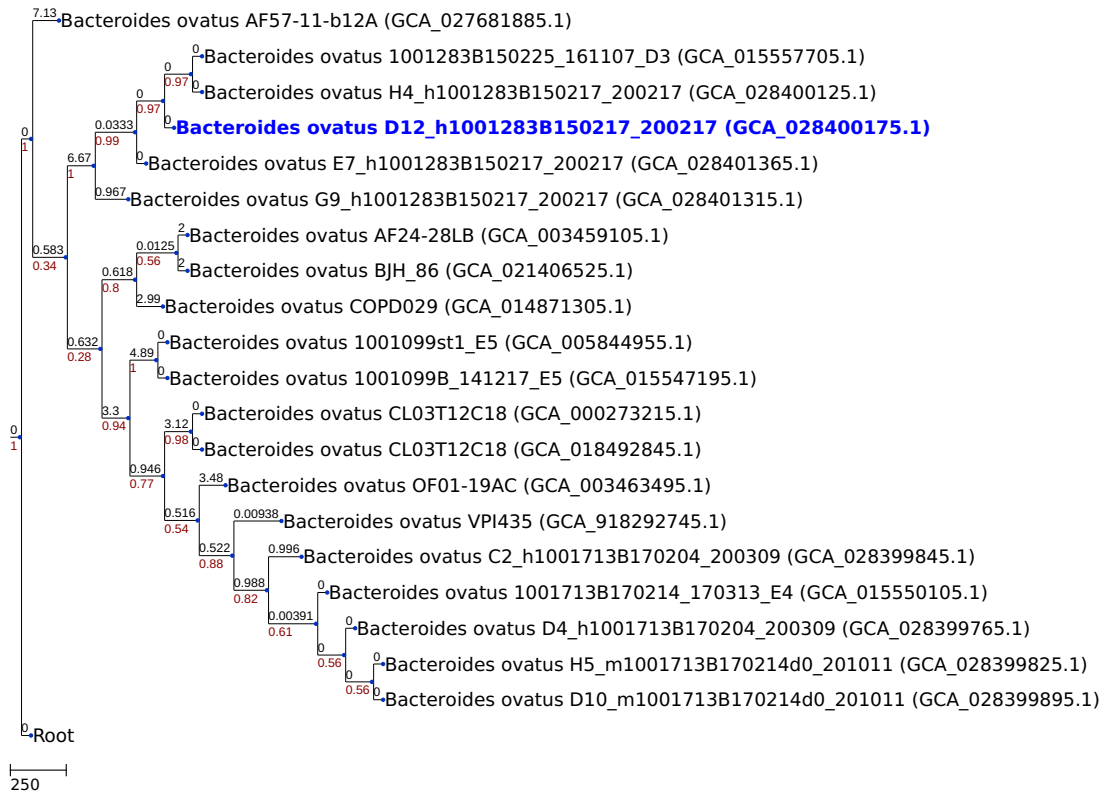 7.13 Bacteroides ovatus AF57-11-b12A (GCA_027681885.1)
0 Bacteroides ovatus 1001283B150225_161107_D3 (GCA_015557705.1)
0
0.97
0 Bacteroides ovatus H4_h1001283B150217_200217 (GCA_028400125.1)
0
0.97
0 Bacteroides ovatus D12_h1001283B150217_200217 (GCA_028400175.1)
0.0333
0.99
0
1
0 Bacteroides ovatus E7_h1001283B150217_200217 (GCA_028401365.1)
6.67
1
0.967 Bacteroides ovatus G9_h1001283B150217_200217 (GCA_028401315.1)
2 Bacteroides ovatus AF24-28LB (GCA_003459105.1)
0.0125
0.56
0.583
0.34
2 Bacteroides ovatus BJH_86 (GCA_021406525.1)
0.618
0.8
2.99 Bacteroides ovatus COPD029 (GCA_014871305.1)
0 Bacteroides ovatus 1001099st1_E5 (GCA_005844955.1)
0.632
0.28
4.89
1
0 Bacteroides ovatus 1001099B_141217_E5 (GCA_015547195.1)
0 Bacteroides ovatus CL03T12C18 (GCA_000273215.1)
3.3
0.94
3.12
0.98
0
1
0 Bacteroides ovatus CL03T12C18 (GCA_018492845.1)
0.946
0.77
3.48 Bacteroides ovatus OF01-19AC (GCA_003463495.1)
0.516
0.54
0.00938 Bacteroides ovatus VPI435 (GCA_918292745.1)
0.522
0.88
0.996 Bacteroides ovatus C2_h1001713B170204_200309 (GCA_028399845.1)
0.988
0.82
0 Bacteroides ovatus 1001713B170214_170313_E4 (GCA_015550105.1)
0.00391
0.61
0 Bacteroides ovatus D4_h1001713B170204_200309 (GCA_028399765.1)
0
0.56
0 Bacteroides ovatus H5_m1001713B170214d0_201011 (GCA_028399825.1)
0
0.56
0 Bacteroides ovatus D10_m1001713B170214d0_201011 (GCA_028399895.1)
0 Root
250